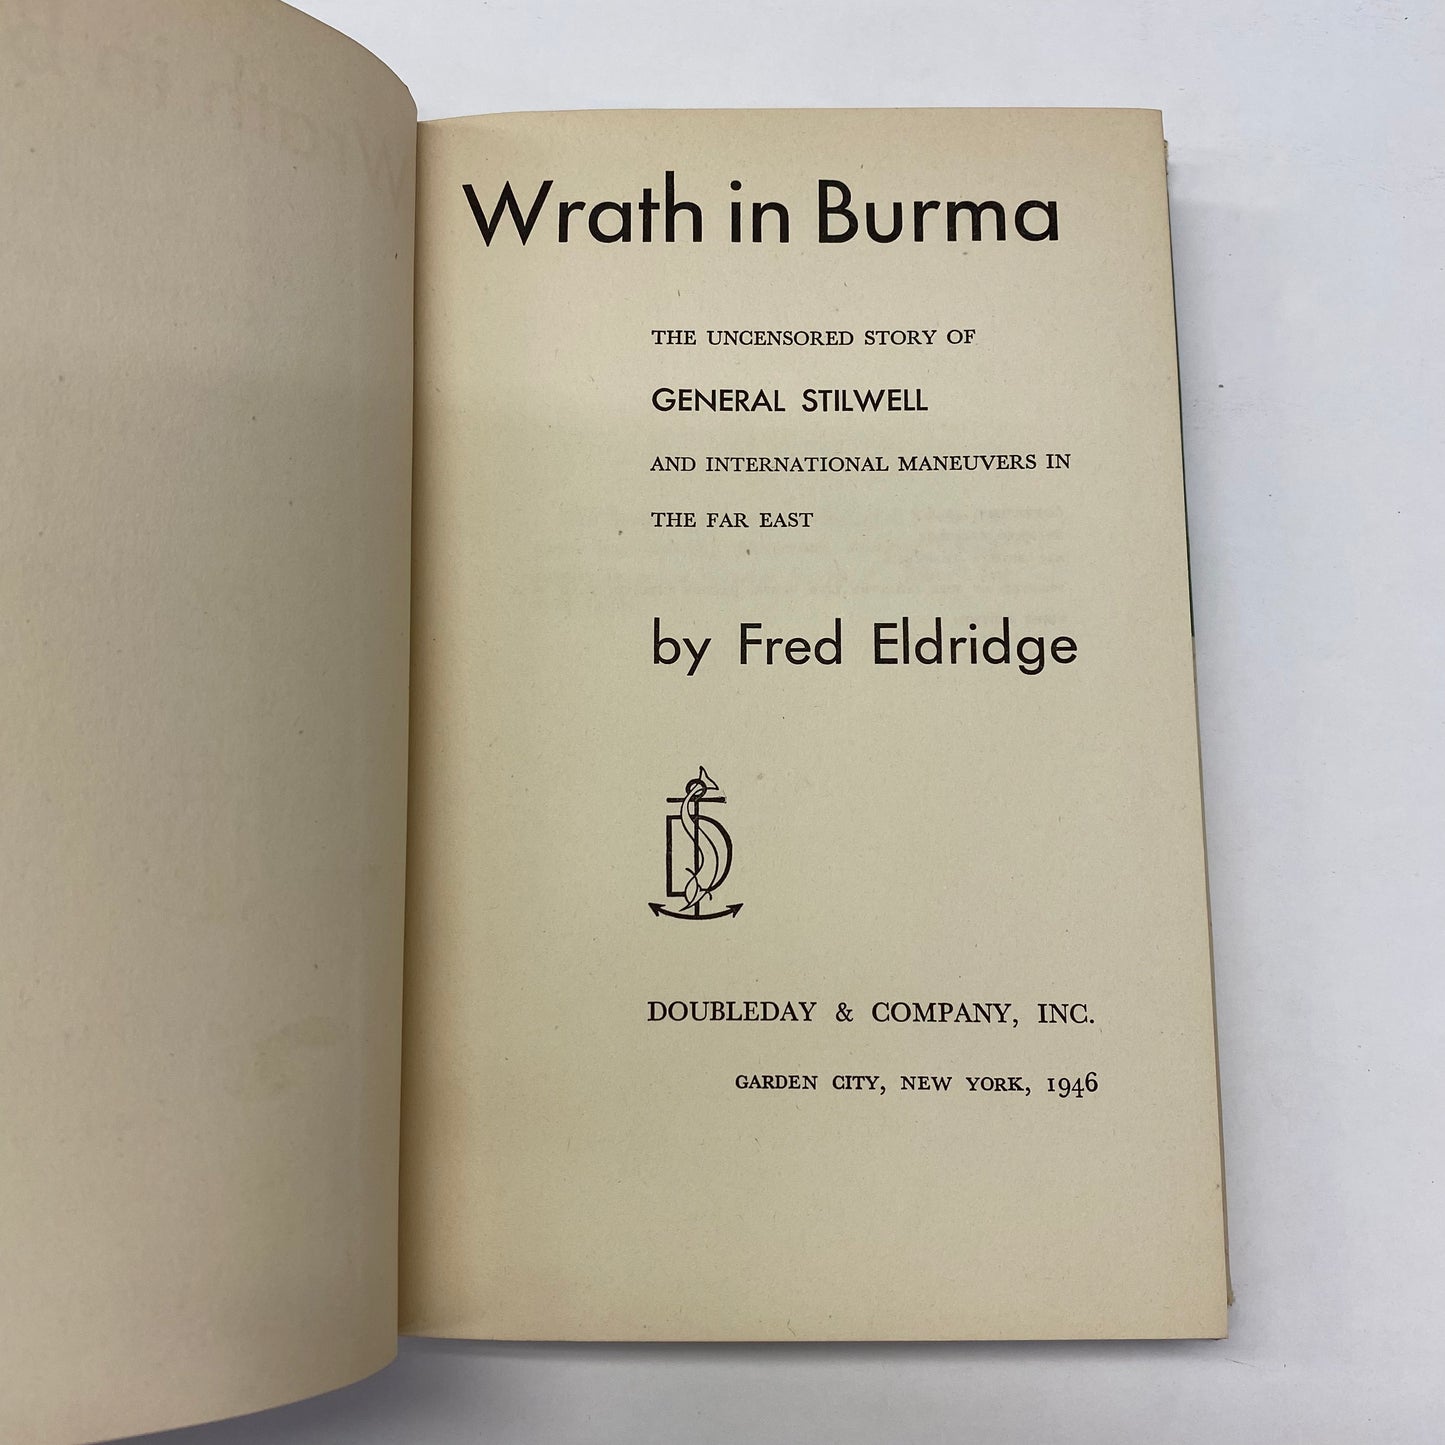 Wrath in Burma
THE UNCENSORED STORY OF
GENERAL STILWELL
AND INTERNATIONAL MANEUVERS IN
THE FAR EAST
by Fred Eldridge
D
DOUBLEDAY & COMPANY, INC.
GARDEN CITY, NEW YORK, 1946